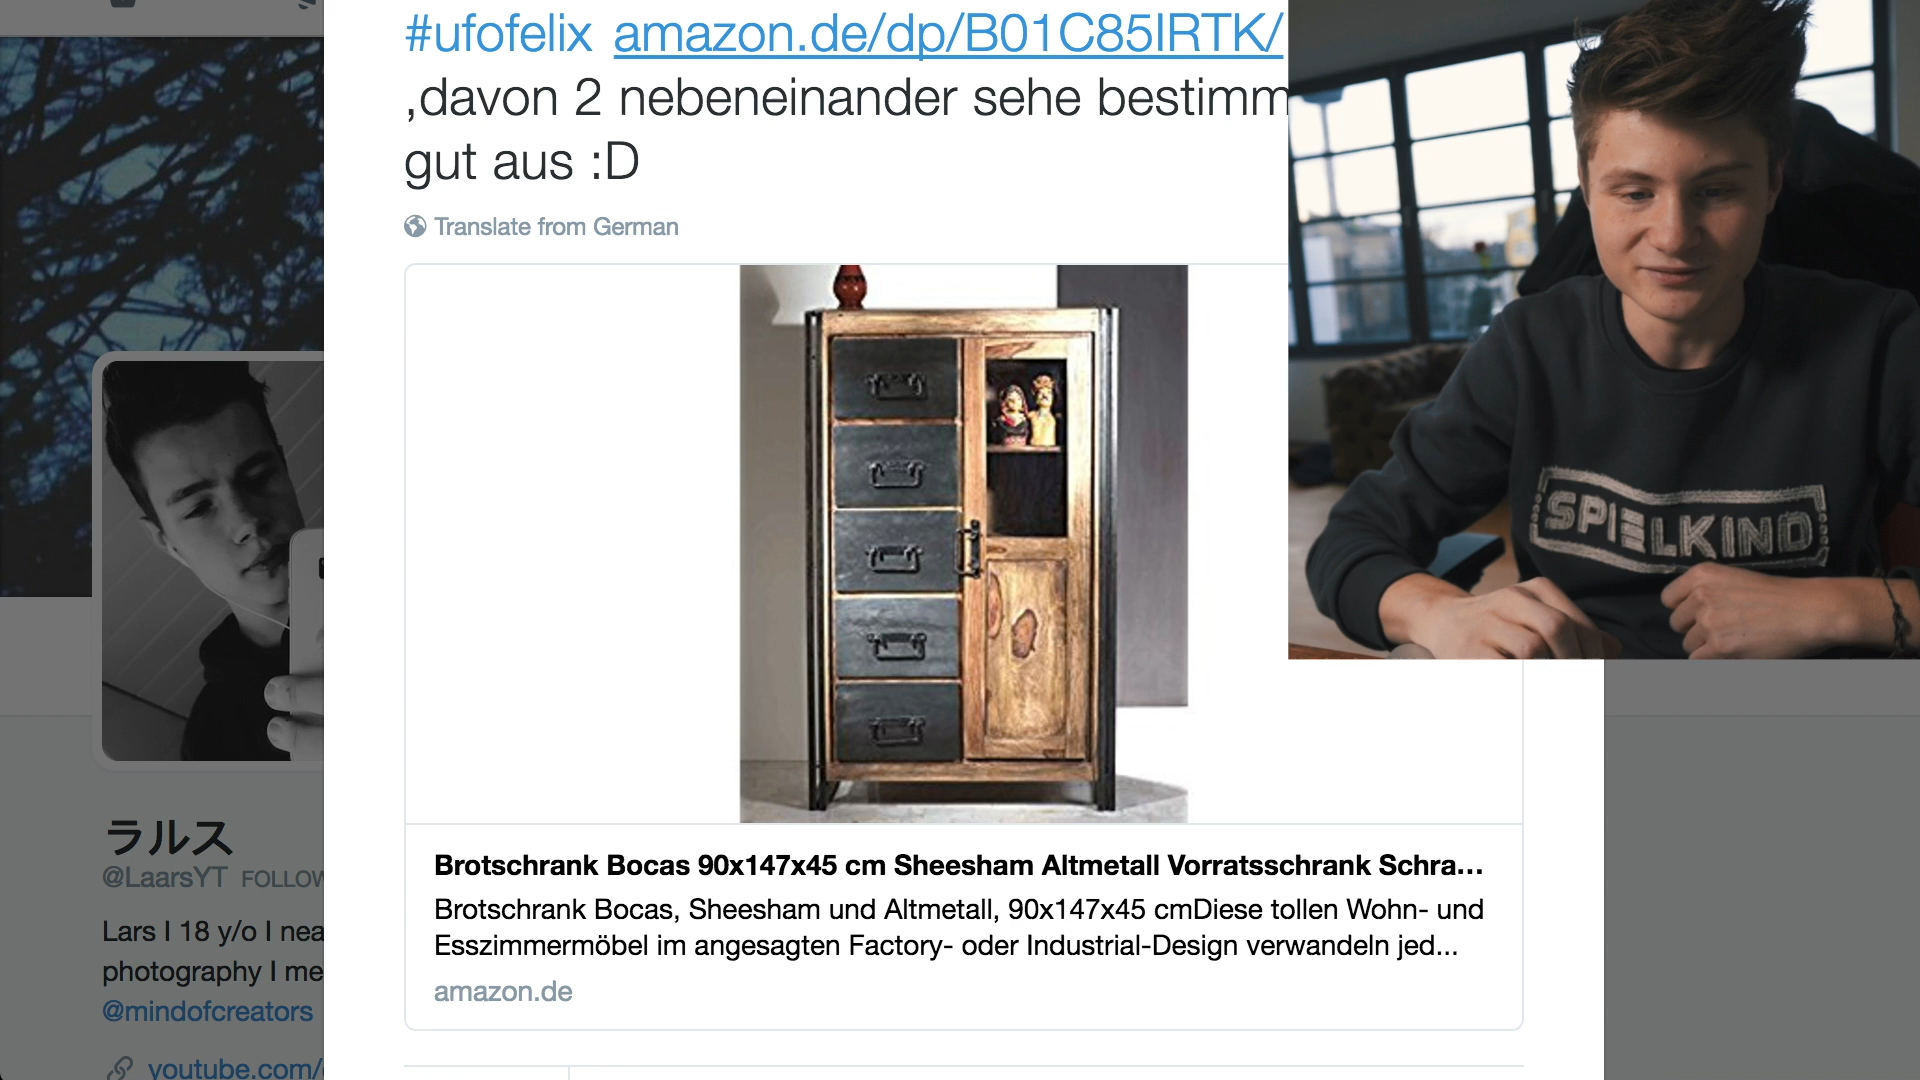 #ufofelix amazon.de/dp/B01C85IRTK/
,davon 2 nebeneinander sehe bestimm
gut aus :D
Translate from German
SPIELKIND
Brotschrank Bocas 90x147x45 cm Sheesham Altmetall Vorratsschrank Schra...
Brotschrank Bocas, Sheesham und Altmetall, 90x147x45 cmDiese tollen Wohn- und
Esszimmermöbel im angesagten Factory- oder Industrial-Design verwandeln jed...
amazon.de
ラルス
@LaarsYT FOLLOW
Lars I 18 y/o I nea
photography I me
@mindofcreators
youtube.com/